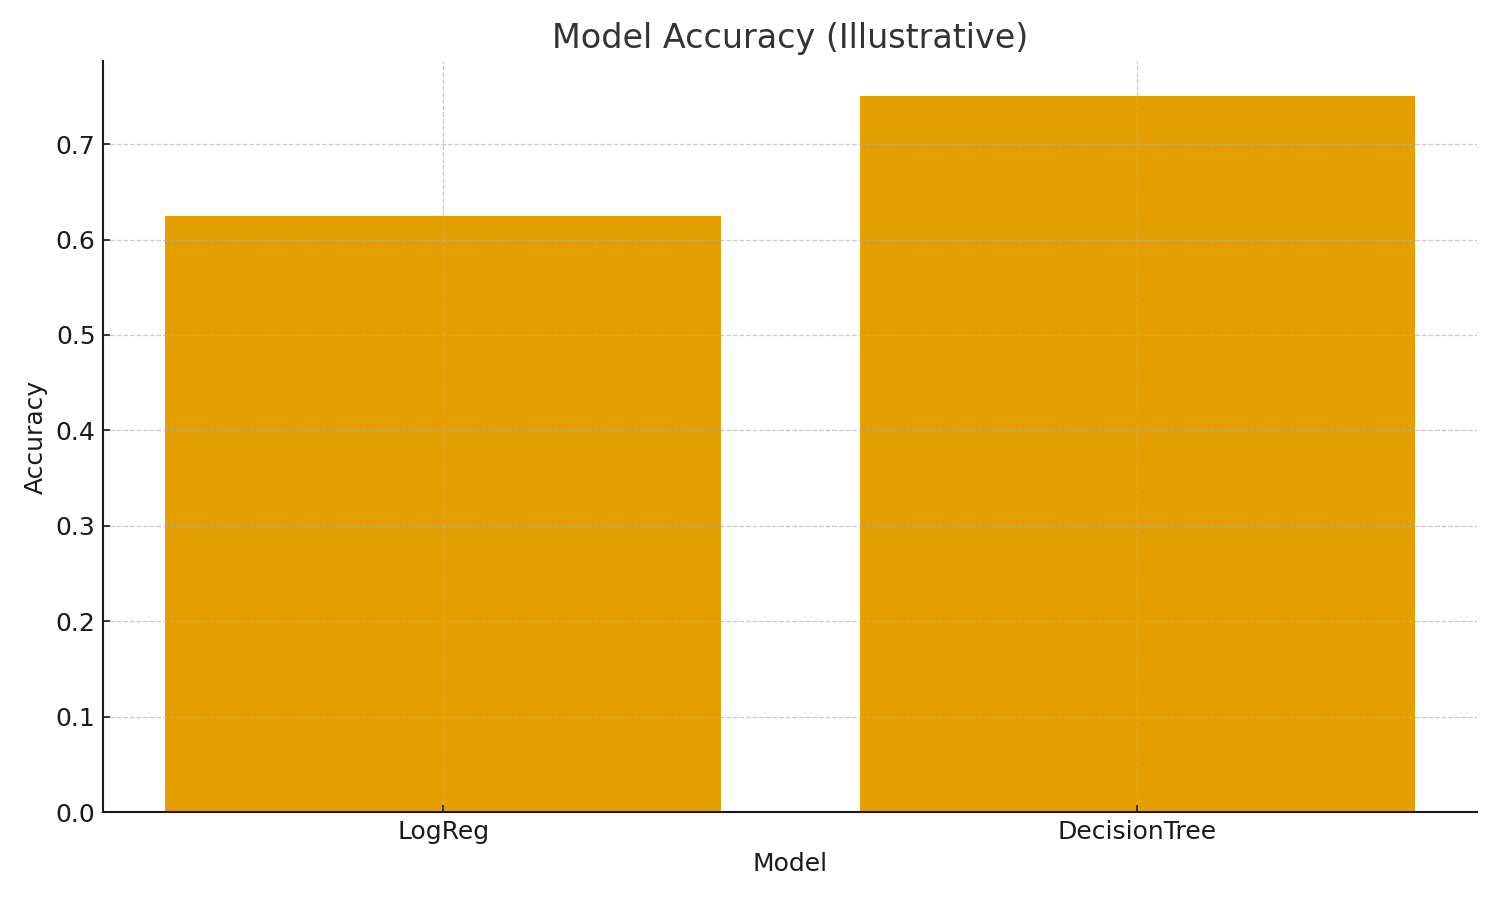 Model Accuracy (Illustrative)
Accuracy
0.7
0.6
0.5
0.4
0.3
0.2
0.1
0.0
LogReg DecisionTree
Model